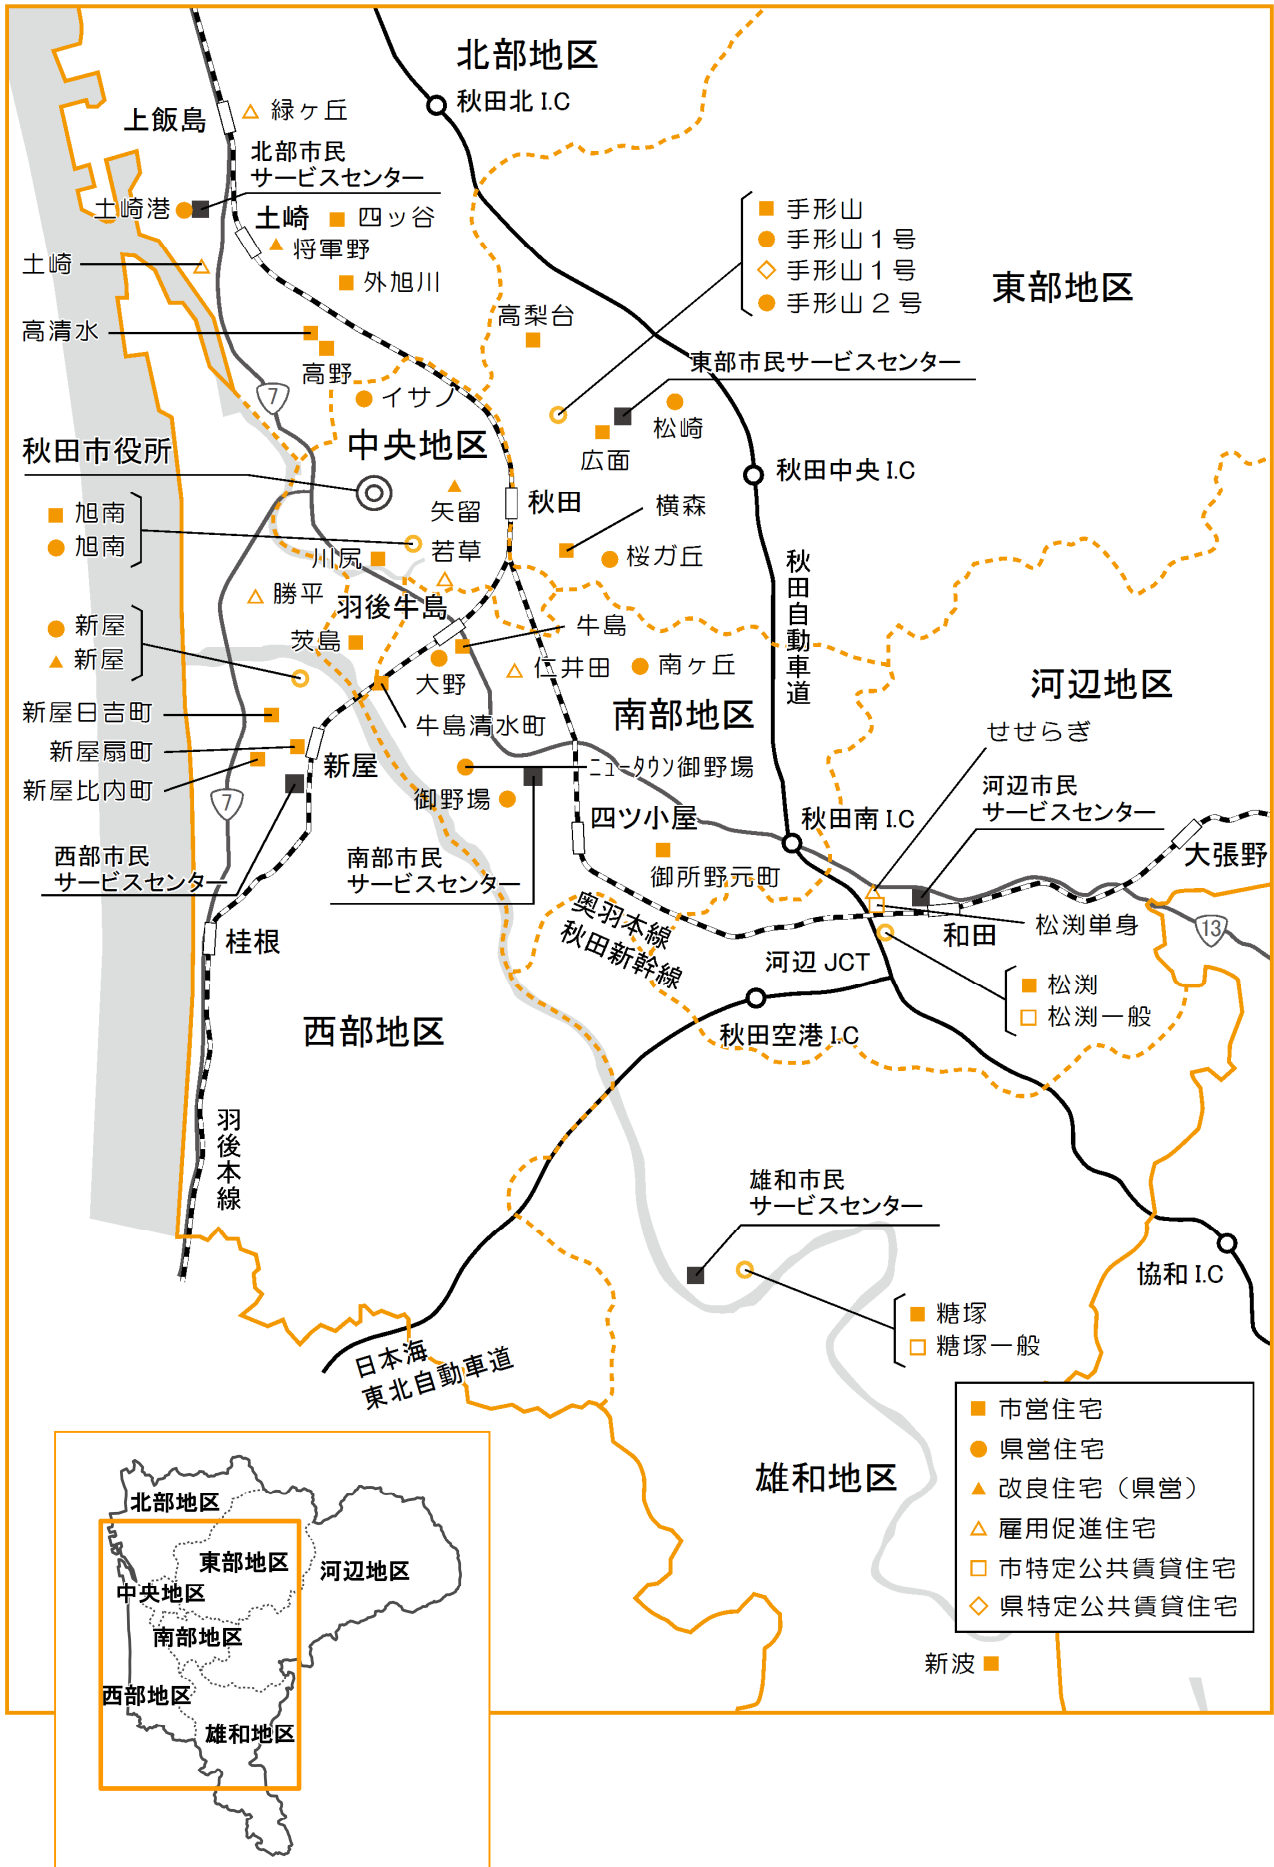 北部地区
秋田北 I.C
緑ヶ丘
上飯島
北部市民
サービスセンター
土崎港
土崎
四ッ谷
将軍野
外旭川
土崎
高清水
高野
イサノ
7
高梨台
手形山
手形山1号
手形山1号
手形山2号
東部地区
東部市民サービスセンター
松崎
広面
中央地区
秋田市役所
秋田中央 I.C
旭南
旭南
矢留
秋田
横森
川尻
若草
桜ガ丘
秋田自動車道
勝平
羽後牛島
新屋
新屋
茨島
牛島
大野
仁井田
南ヶ丘
河辺地区
新屋日吉町
牛島清水町
南部地区
せせらぎ
新屋扇町
新屋
ニュータウン御野場
新屋比内町
7
御野場
河辺市民
サービスセンター
四ツ小屋
秋田南 I.C
大張野
西部市民
サービスセンター
南部市民
サービスセンター
御所野元町
奥羽本線
秋田新幹線
松渕単身
13
桂根
和田
河辺 JCT
松渕
松渕一般
西部地区
秋田空港 I.C
羽後本線
雄和市民
サービスセンター
協和 I.C
糠塚
糠塚一般
日本海
東北自動車道
雄和地区
市営住宅
県営住宅
改良住宅（県営）
雇用促進住宅
市特定公共賃貸住宅
県特定公共賃貸住宅
新波
北部地区
東部地区
河辺地区
中央地区
南部地区
西部地区
雄和地区